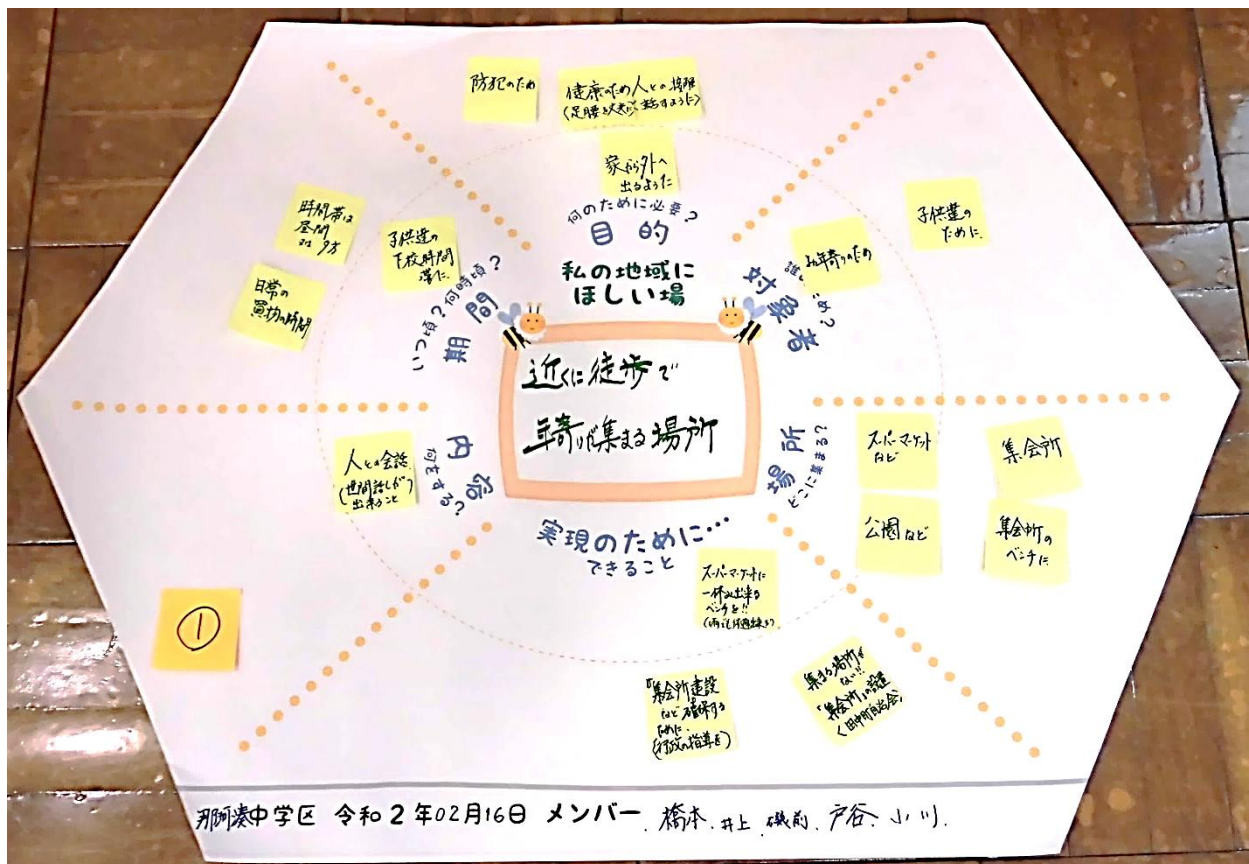 防犯のため
健康のため人との接触
(足腰を丈夫に
家から外へ
出るように
何のために必要?
目的
私の地域に
ほしい場
近くに徒歩で
年寄りが集まる場所
お年寄りのため
対象者
子供達の
ために
場所
どこに集まる?
スーパーマーケット
など
集会所
公園など
集会所の
ベンチに
実現のために…
できること
スーパーマーケットに
一休み出来る
ベンチを!!
集まる場所が
ない!!
「集会所」の設置
(田中町自治会)
「集会所建設」
など確保する
ために
(行政の指導を)
内容
何をする?
人との会話
(世間話しが)
出来ること
①
期間
いつ頃?何時頃?
時間帯は
昼間
夕方
子供達の
下校時間
帯に
日常の
買物の時間
那珂湊中学区 令和2年02月16日 メンバー、橋本、井上、磯前、戸谷、小川、